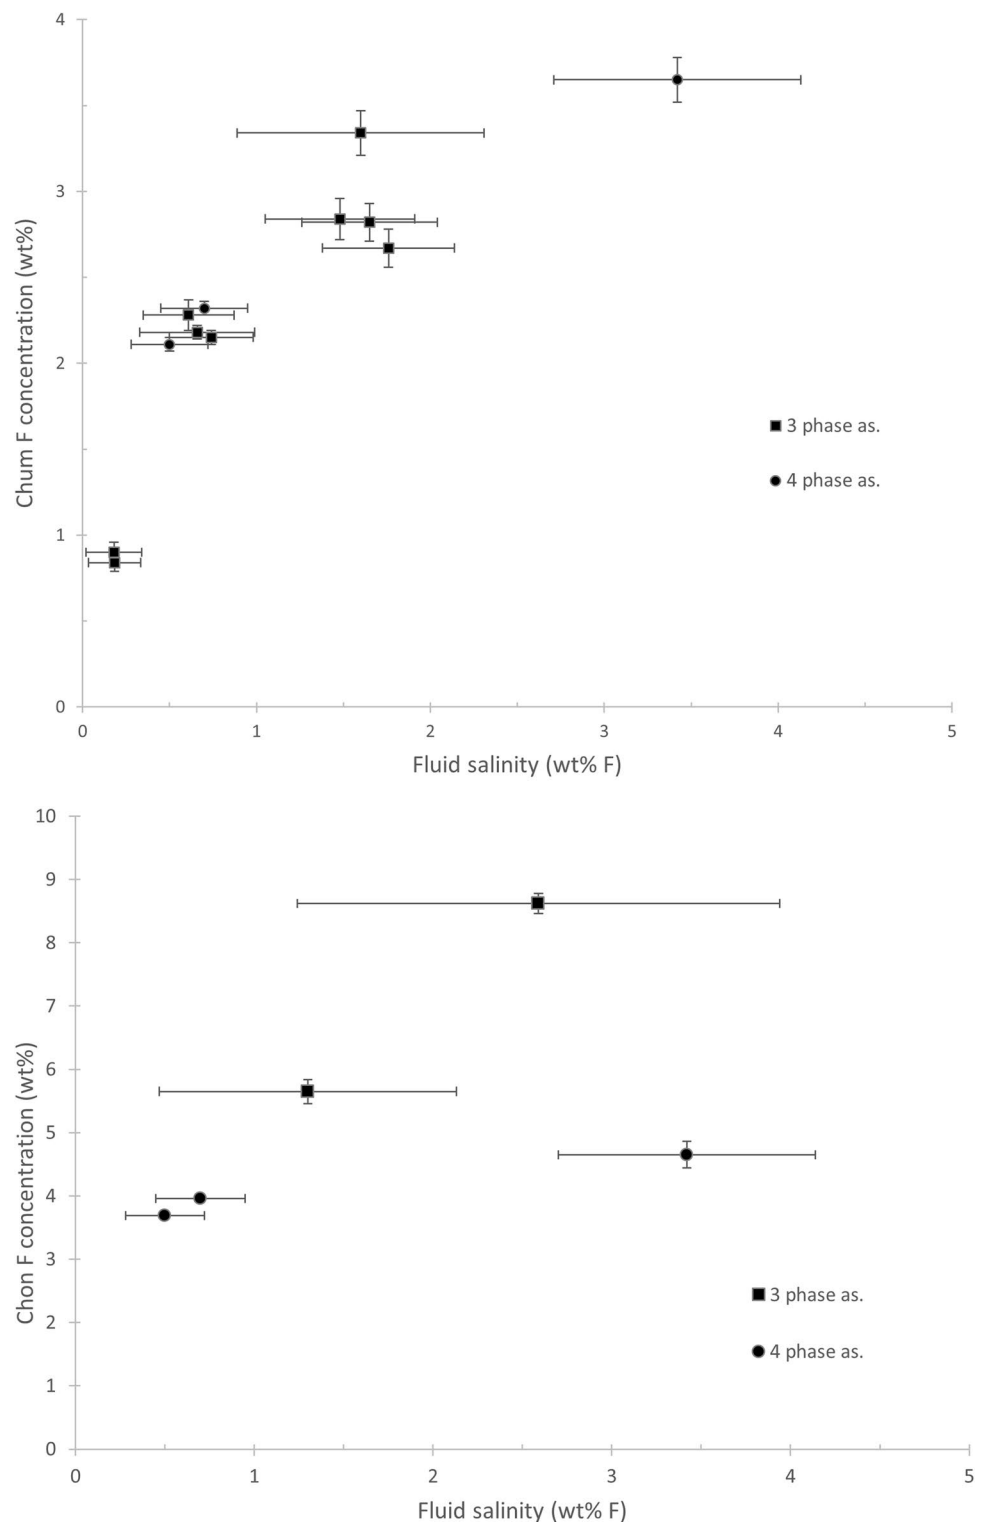 4
3
2
1
0
Chum F concentration (wt%)
3 phase as.
4 phase as.
0 1 2 3 4 5
Fluid salinity (wt% F)
10
9
8
7
6
5
4
3
2
1
0
Chon F concentration (wt%)
3 phase as.
4 phase as.
0 1 2 3 4 5
Fluid salinity (wt% F)